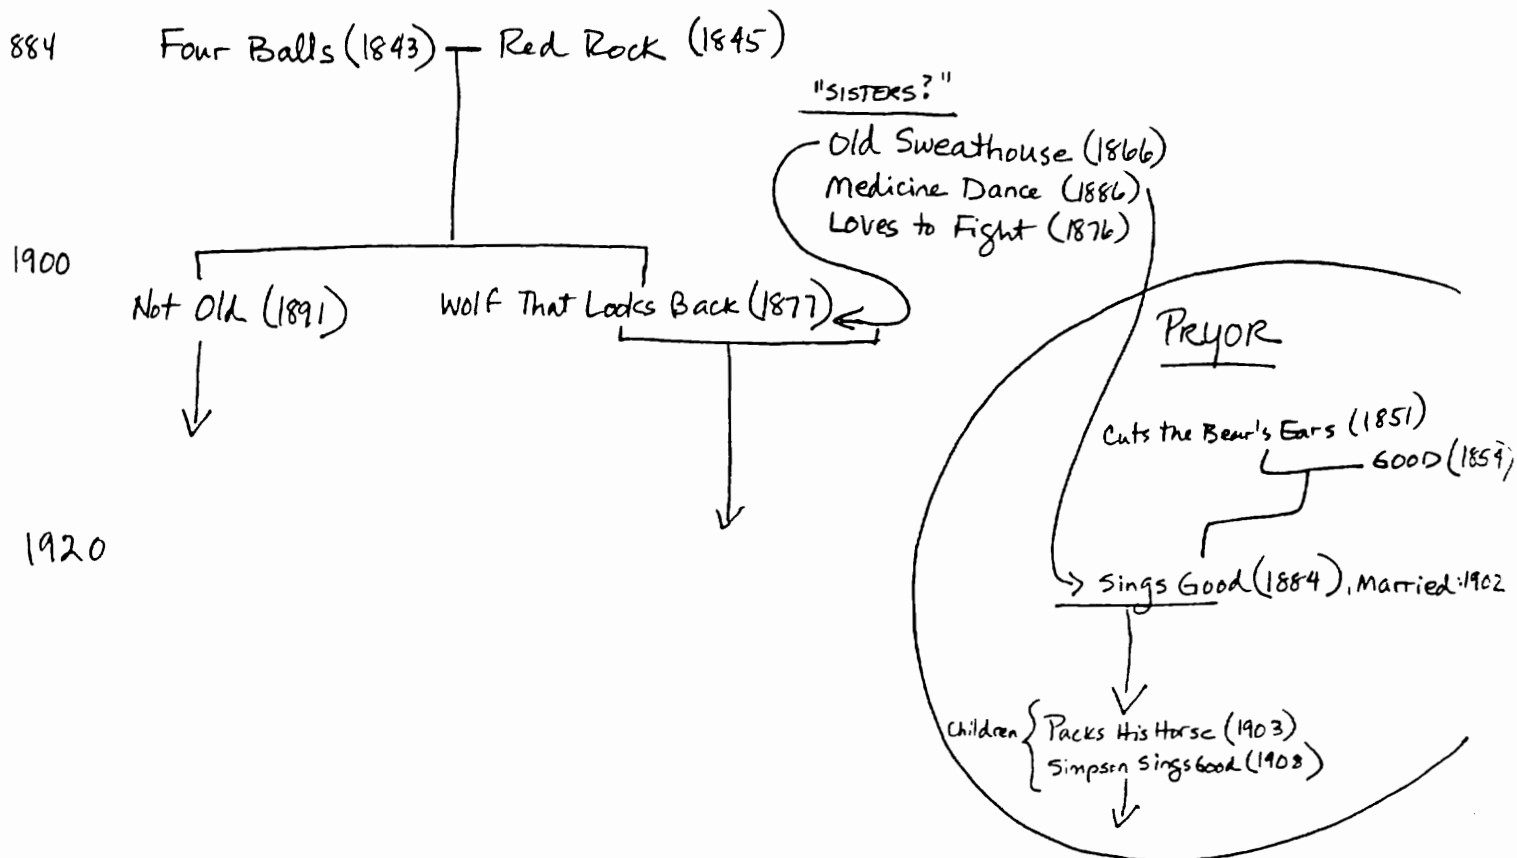 884 Four Balls (1843) Red Rock (1845)
"SISTERS?"
Old Sweathouse (1866)
Medicine Dance (1886)
Loves to Fight (1876)
1900
Not Old (1891) Wolf That Looks Back (1877)
PRYOR
Cuts the Bear's Ears (1851)
GOOD (1854)
1920
Sings Good (1884), Married: 1902
Children { Packs His Horse (1903)
Simpson Sings Good (1908)